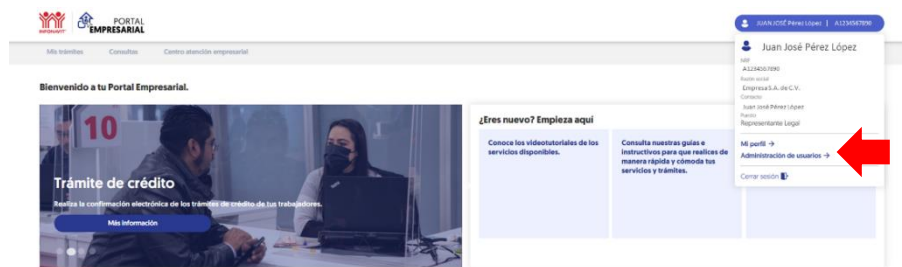 INFONAVIT
PORTAL
EMPRESARIAL
JUAN JOSÉ Pérez López | A1234567890
Mis trámites Consultas Centro atención empresarial
Juan José Pérez López
NRP
A1234567890
Razón social
Empresa S.A. de C.V.
Contacto
Juan José Pérez López
Puesto
Representante Legal
Mi perfil →
Administración de usuarios →
Cerrar sesión
Bienvenido a tu Portal Empresarial.
10
Trámite de crédito
Realiza la confirmación electrónica de los trámites de crédito de tus trabajadores.
Más información
¿Eres nuevo? Empieza aquí
Conoce los videotutoriales de los
servicios disponibles.
Consulta nuestras guías e
instructivos para que realices de
manera rápida y cómoda tus
servicios y trámites.